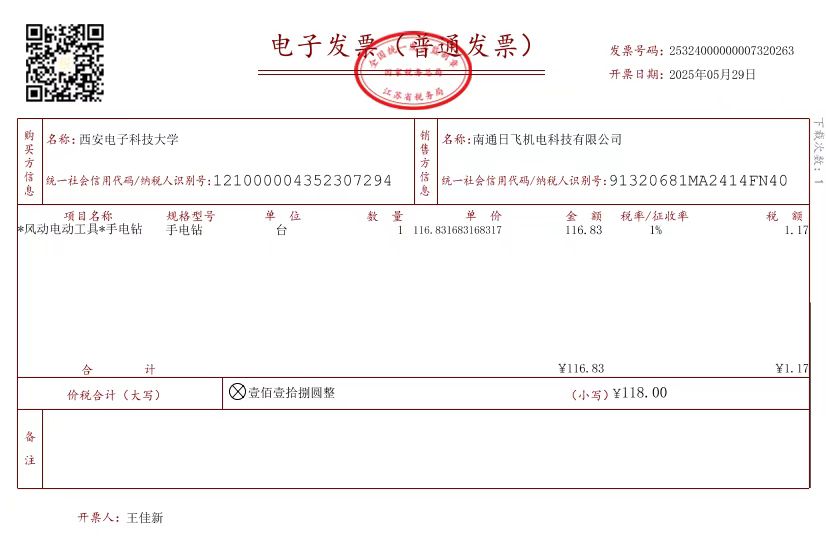 电子发票（普通发票）
全国统一发票监制章
国家税务总局
江苏省税务局
发票号码：25324000000007320263
开票日期：2025年05月29日
下载次数：1
购买方信息
名称：西安电子科技大学
统一社会信用代码/纳税人识别号：121000004352307294
销售方信息
名称：南通日飞机电科技有限公司
统一社会信用代码/纳税人识别号：91320681MA2414FN40
项目名称 规格型号 单位 数量 单价 金额 税率/征收率 税额
*风动电动工具*手电钻 手电钻 台 1 116.831683168317 116.83 1% 1.17
合计 ¥116.83 ¥1.17
价税合计（大写） ⊗壹佰壹拾捌圆整 （小写）¥118.00
备注
开票人：王佳新